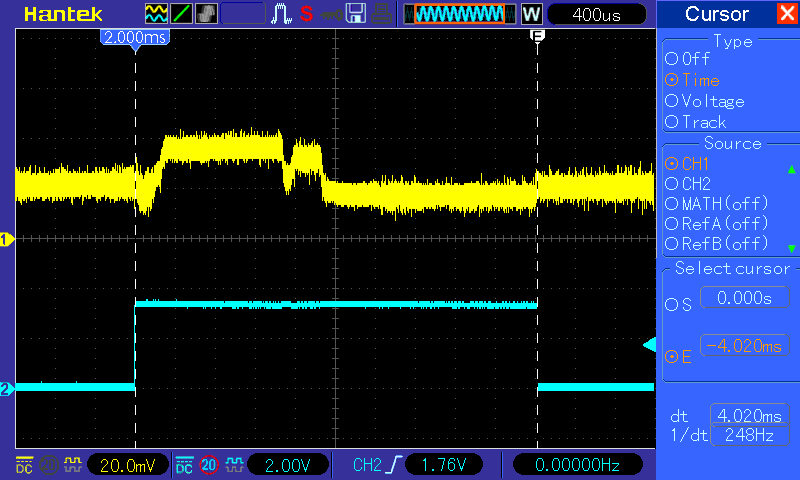 Hantek
S
W
400us
Cursor
2.000ms
E
Type
Off
Time
Voltage
Track
Source
CH1
CH2
MATH(off)
RefA(off)
RefB(off)
Select cursor
S 0.000s
E -4.020ms
dt 4.020ms
1/dt 248Hz
1
2
DC 20 20.0mV
DC 20 2.00V
CH2 1.76V
0.00000Hz